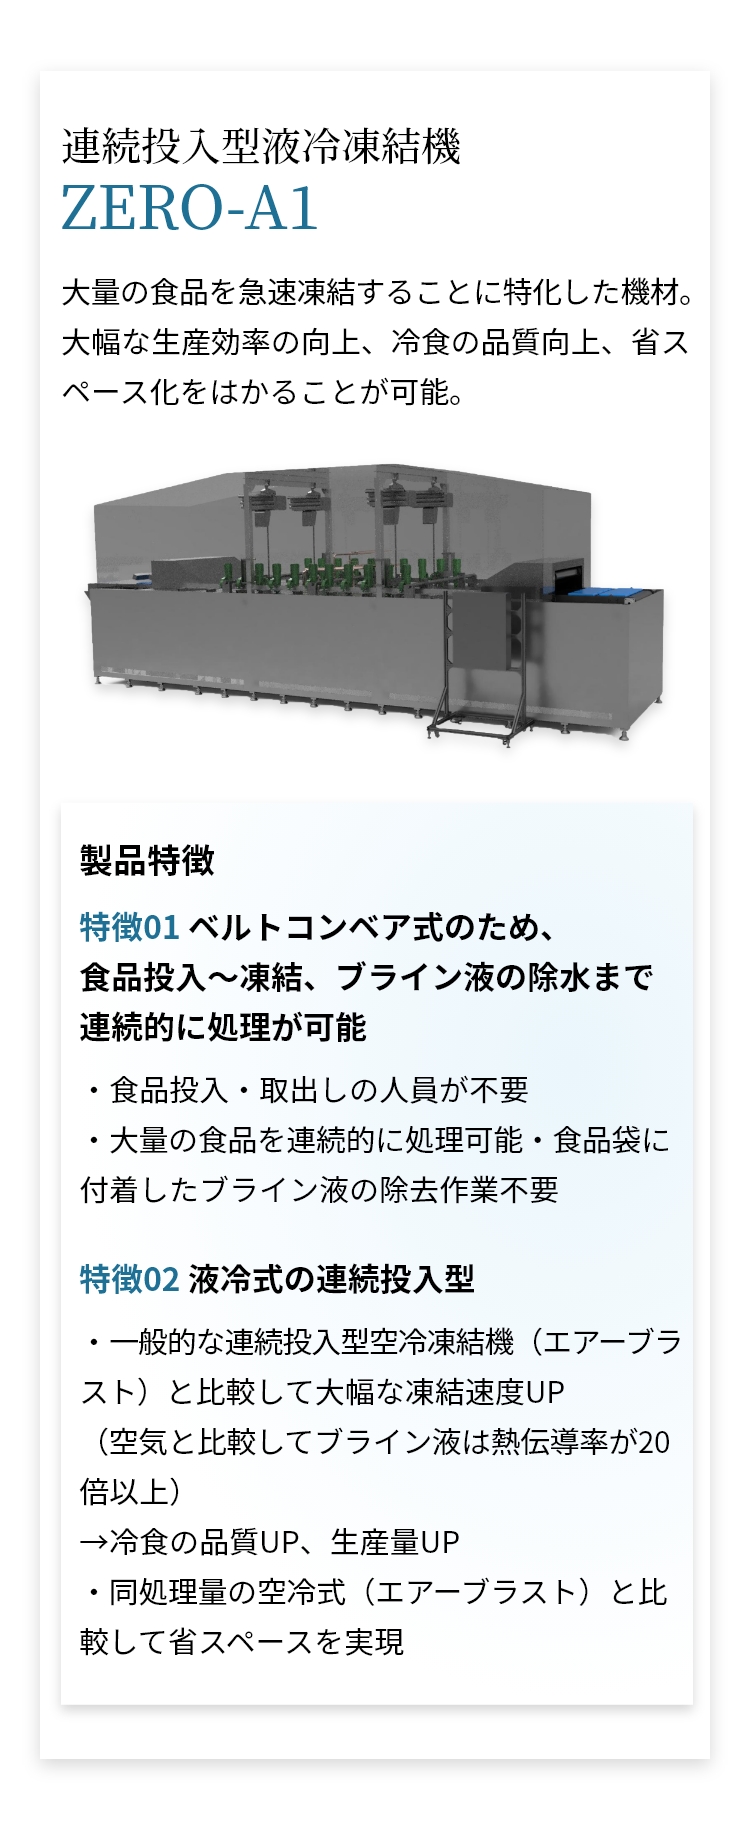 連続投入型液冷凍結機
ZERO-A1
大量の食品を急速凍結することに特化した機材。
大幅な生産効率の向上、冷食の品質向上、省ス
ペース化をはかることが可能。
製品特徴
特徴01 ベルトコンベア式のため、
食品投入〜凍結、ブライン液の除水まで
連続的に処理が可能
・食品投入・取出しの人員が不要
・大量の食品を連続的に処理可能・食品袋に
付着したブライン液の除去作業不要
特徴02 液冷式の連続投入型
・一般的な連続投入型空冷凍結機（エアーブラ
スト）と比較して大幅な凍結速度UP
（空気と比較してブライン液は熱伝導率が20
倍以上）
→冷食の品質UP、生産量UP
・同処理量の空冷式（エアーブラスト）と比
較して省スペースを実現